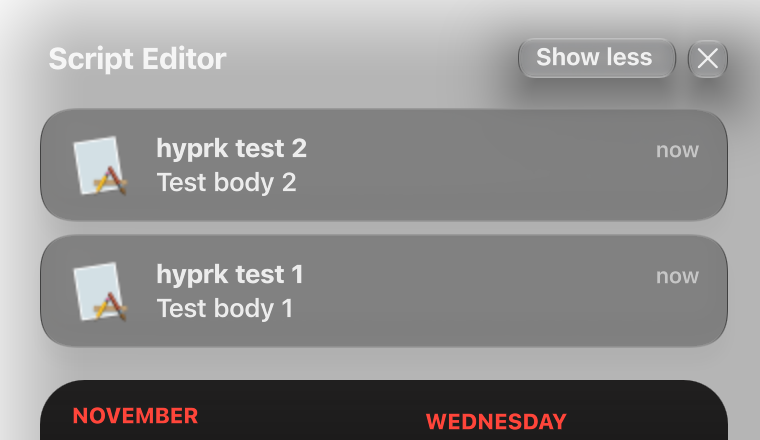 Script Editor
Show less
hyprk test 2
now
Test body 2
hyprk test 1
now
Test body 1
NOVEMBER
WEDNESDAY